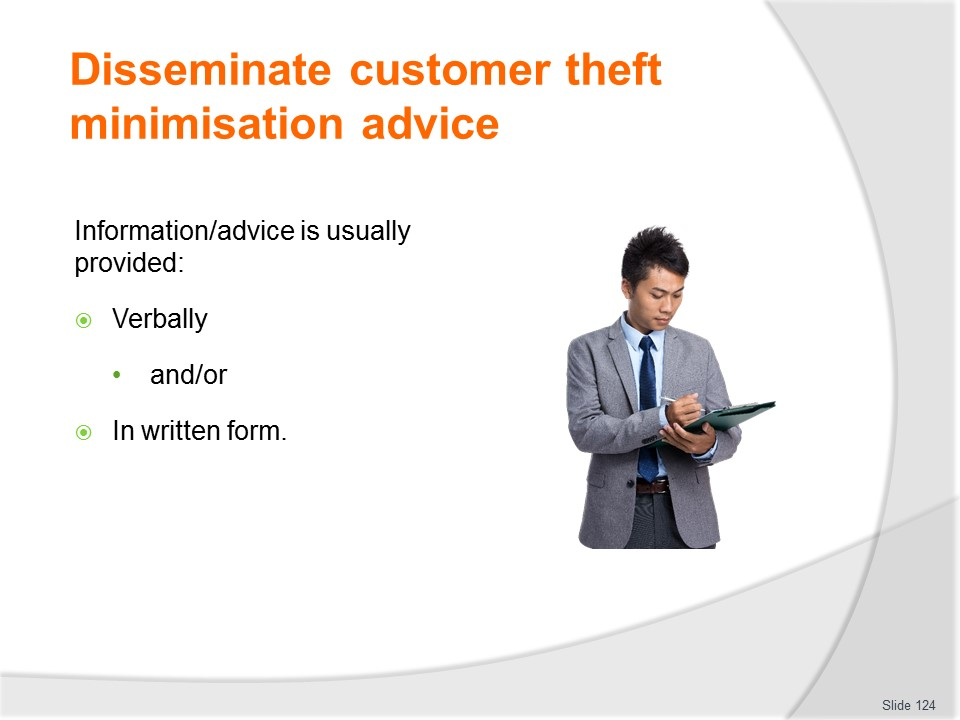 Disseminate customer theft
minimisation advice
Information/advice is usually
provided:
Verbally
and/or
In written form.
Slide 124